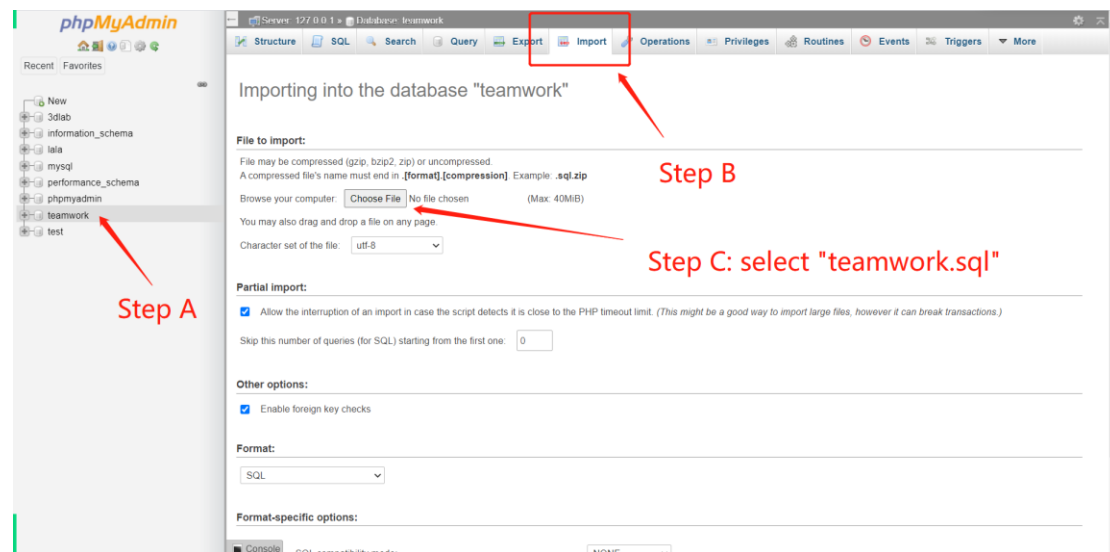 phpMyAdmin
Recent Favorites
New
3dlab
information_schema
lala
mysql
performance_schema
phpmyadmin
teamwork
test
Step A
Server: 127.0.0.1 » Database: teamwork
Structure SQL Search Query Export Import Operations Privileges Routines Events Triggers More
Importing into the database "teamwork"
File to import:
File may be compressed (gzip, bzip2, zip) or uncompressed.
A compressed file's name must end in .[format].[compression]. Example: .sql.zip
Step B
Browse your computer: Choose File No file chosen (Max: 40MiB)
You may also drag and drop a file on any page.
Character set of the file: utf-8
Step C: select "teamwork.sql"
Partial import:
Allow the interruption of an import in case the script detects it is close to the PHP timeout limit. (This might be a good way to import large files, however it can break transactions.)
Skip this number of queries (for SQL) starting from the first one: 0
Other options:
Enable foreign key checks
Format:
SQL
Format-specific options:
Console SQL compatibility mode: NONE